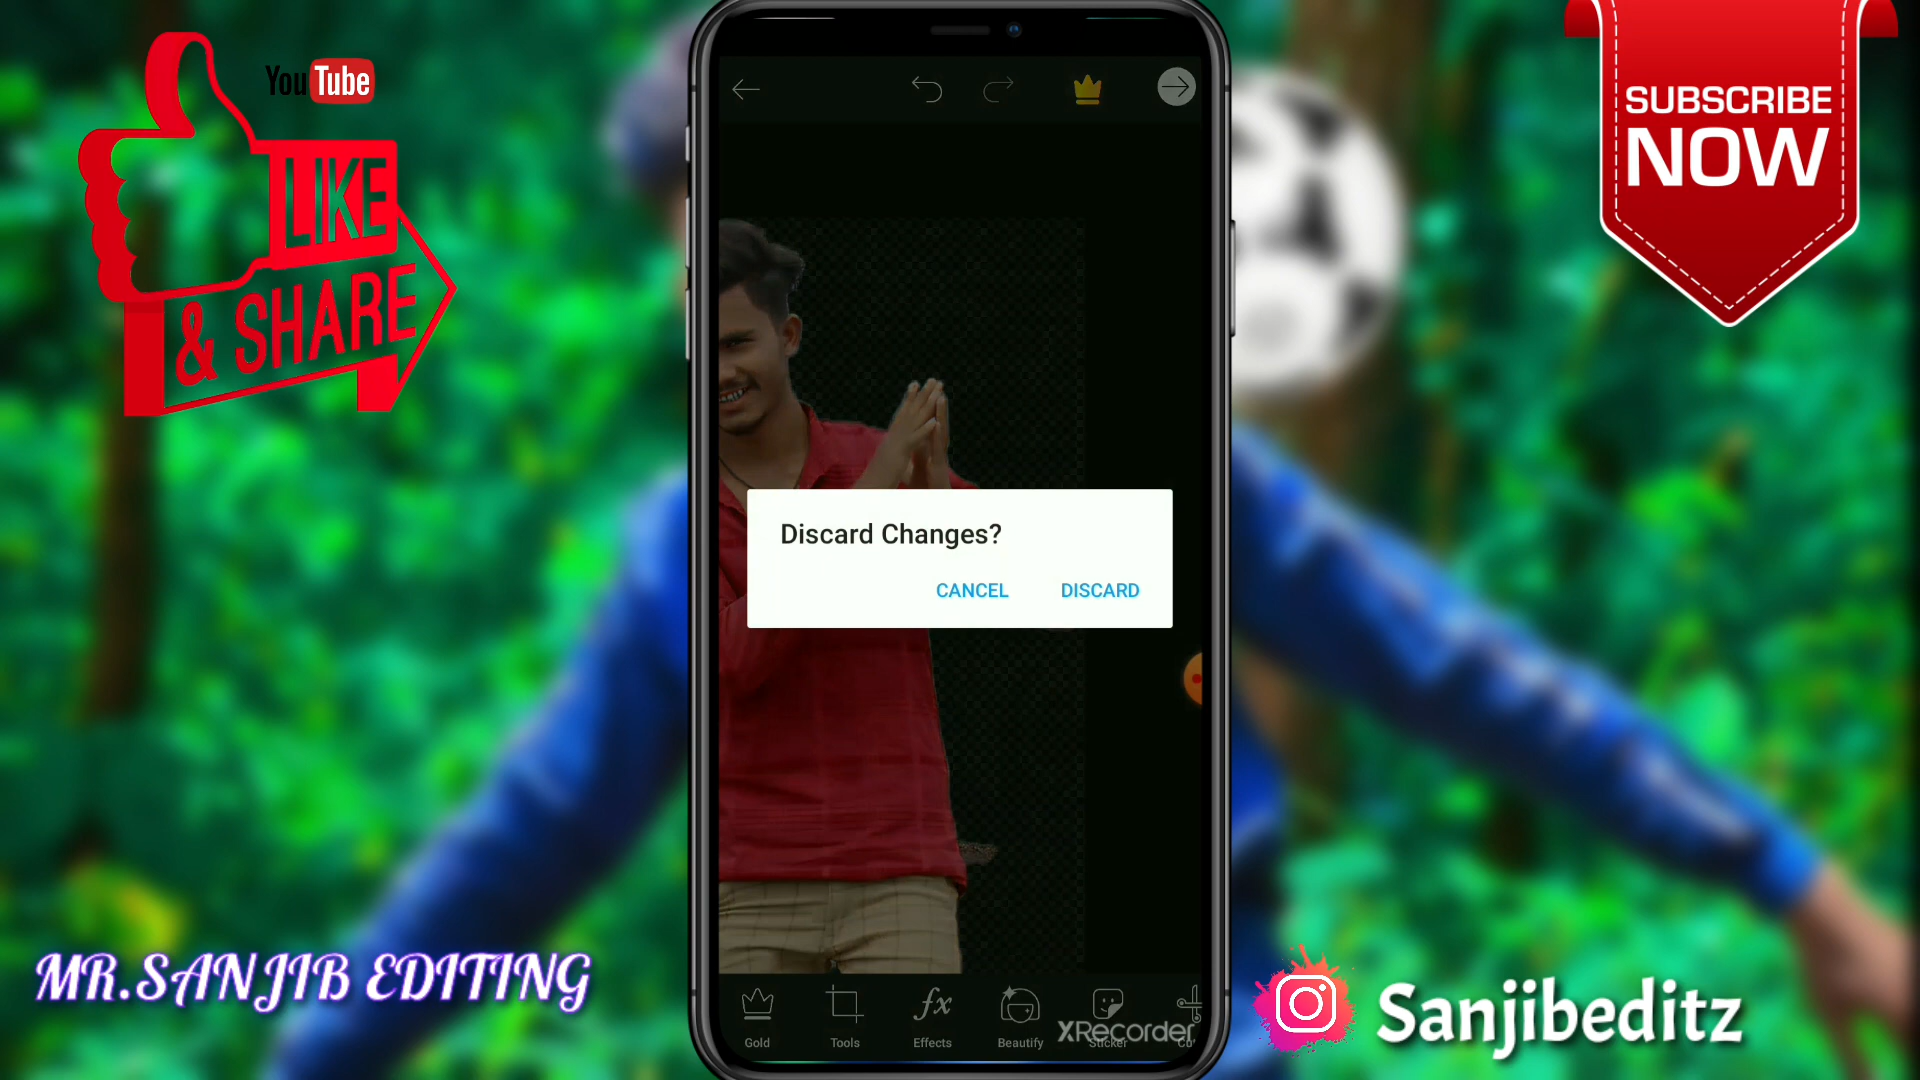 YouTube
LIKE
& SHARE
SUBSCRIBE
NOW
Discard Changes?
CANCEL DISCARD
MR.SANJIB EDITING
Gold Tools Effects Beautify Sticker
XRecorder
Sanjibeditz